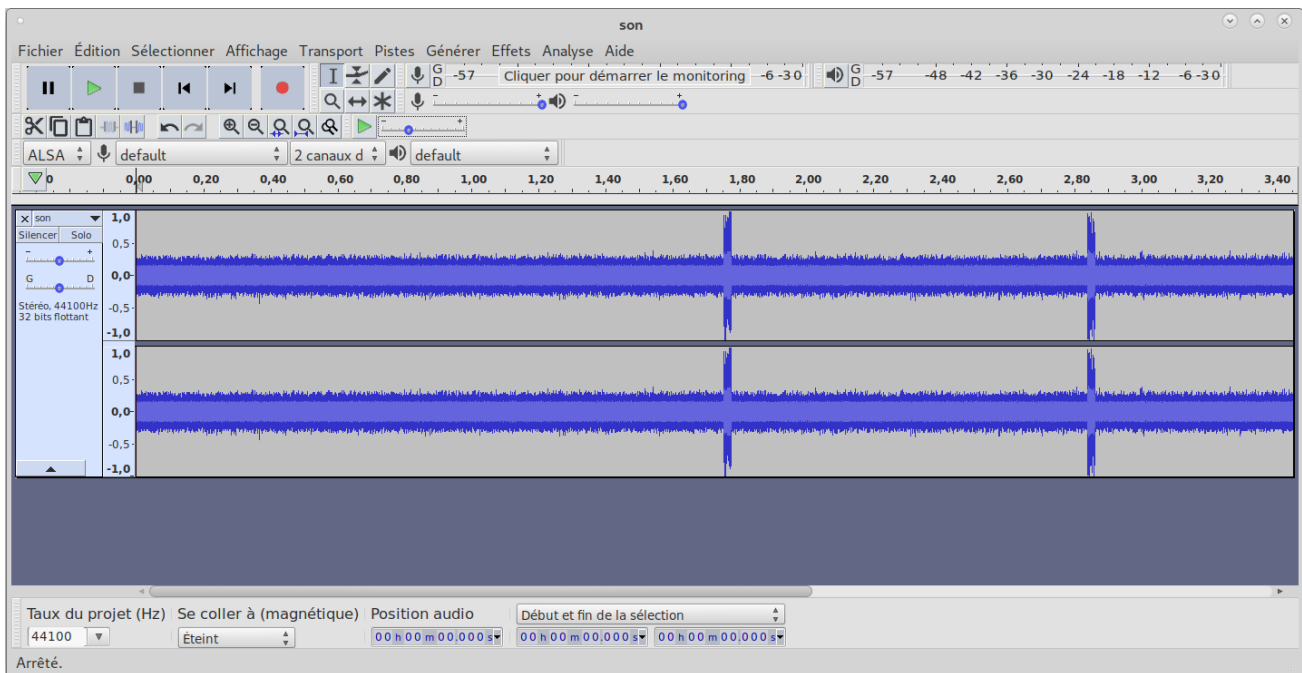 son
Fichier Édition Sélectionner Affichage Transport Pistes Générer Effets Analyse Aide
G D -57 Cliquer pour démarrer le monitoring -6 -3 0 G D -57 -48 -42 -36 -30 -24 -18 -12 -6 -3 0
- + - +
- +
ALSA default 2 canaux d default
0 0,00 0,20 0,40 0,60 0,80 1,00 1,20 1,40 1,60 1,80 2,00 2,20 2,40 2,60 2,80 3,00 3,20 3,40
son 1,0
Silencer Solo
0,5
- +
G D 0,0
Stéréo, 44100Hz -0,5
32 bits flottant
-1,0
1,0
0,5
0,0
-0,5
-1,0
Taux du projet (Hz) Se coller à (magnétique) Position audio Début et fin de la sélection
44100 Éteint 00 h 00 m 00,000 s 00 h 00 m 00,000 s 00 h 00 m 00,000 s
Arrêté.